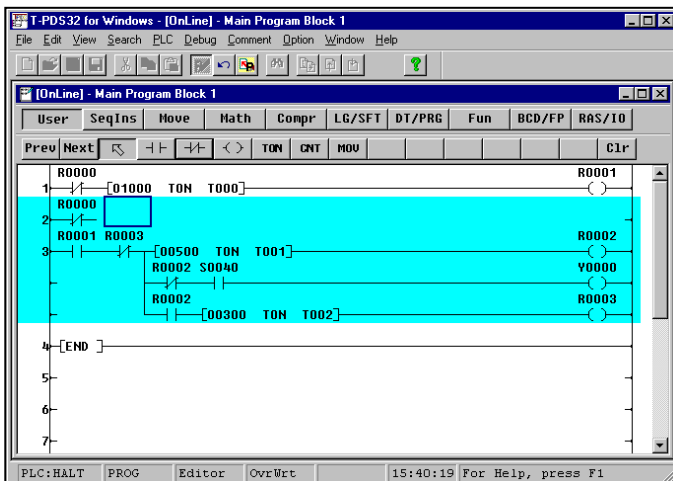 T-PDS32 for Windows - [OnLine] - Main Program Block 1
File Edit View Search PLC Debug Comment Option Window Help
[OnLine] - Main Program Block 1
User SeqIns Move Math Compr LG/SFT DT/PRG Fun BCD/FP RAS/IO
Prev Next TON CNT MOV Clr
R0000 R0001
1 [01000 TON T000] ( )
R0000
2
R0001 R0003 R0002
3 [00500 TON T001] ( )
R0002 S0040 Y0000
( )
R0002 R0003
[00300 TON T002] ( )
4 [END ]
5
6
7
PLC:HALT PROG Editor OvrWrt 15:40:19 For Help, press F1